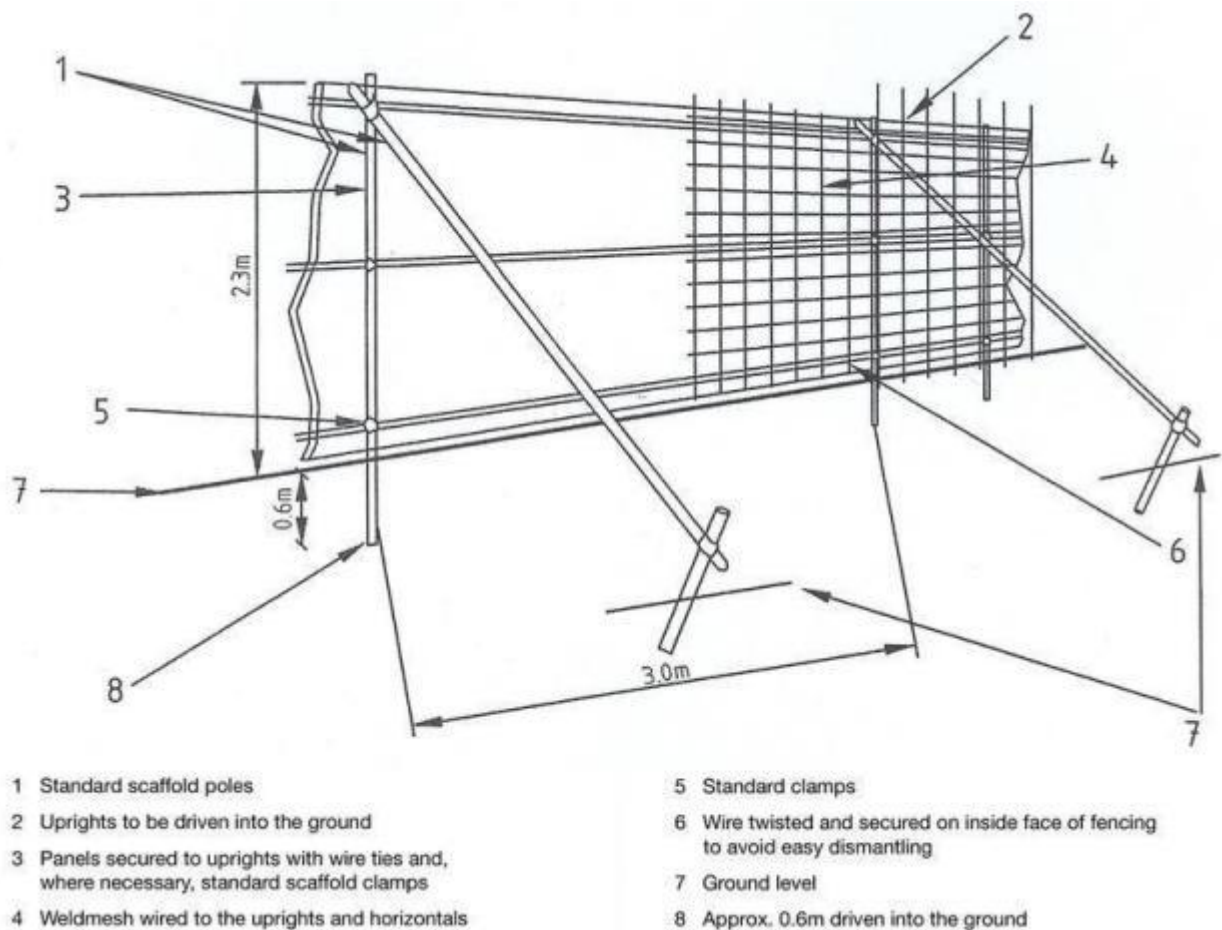 2
1
3
4
2.3m
5
7
0.6m
6
8
3.0m
7
1 Standard scaffold poles
2 Uprights to be driven into the ground
3 Panels secured to uprights with wire ties and,
where necessary, standard scaffold clamps
4 Weldmesh wired to the uprights and horizontals
5 Standard clamps
6 Wire twisted and secured on inside face of fencing
to avoid easy dismantling
7 Ground level
8 Approx. 0.6m driven into the ground